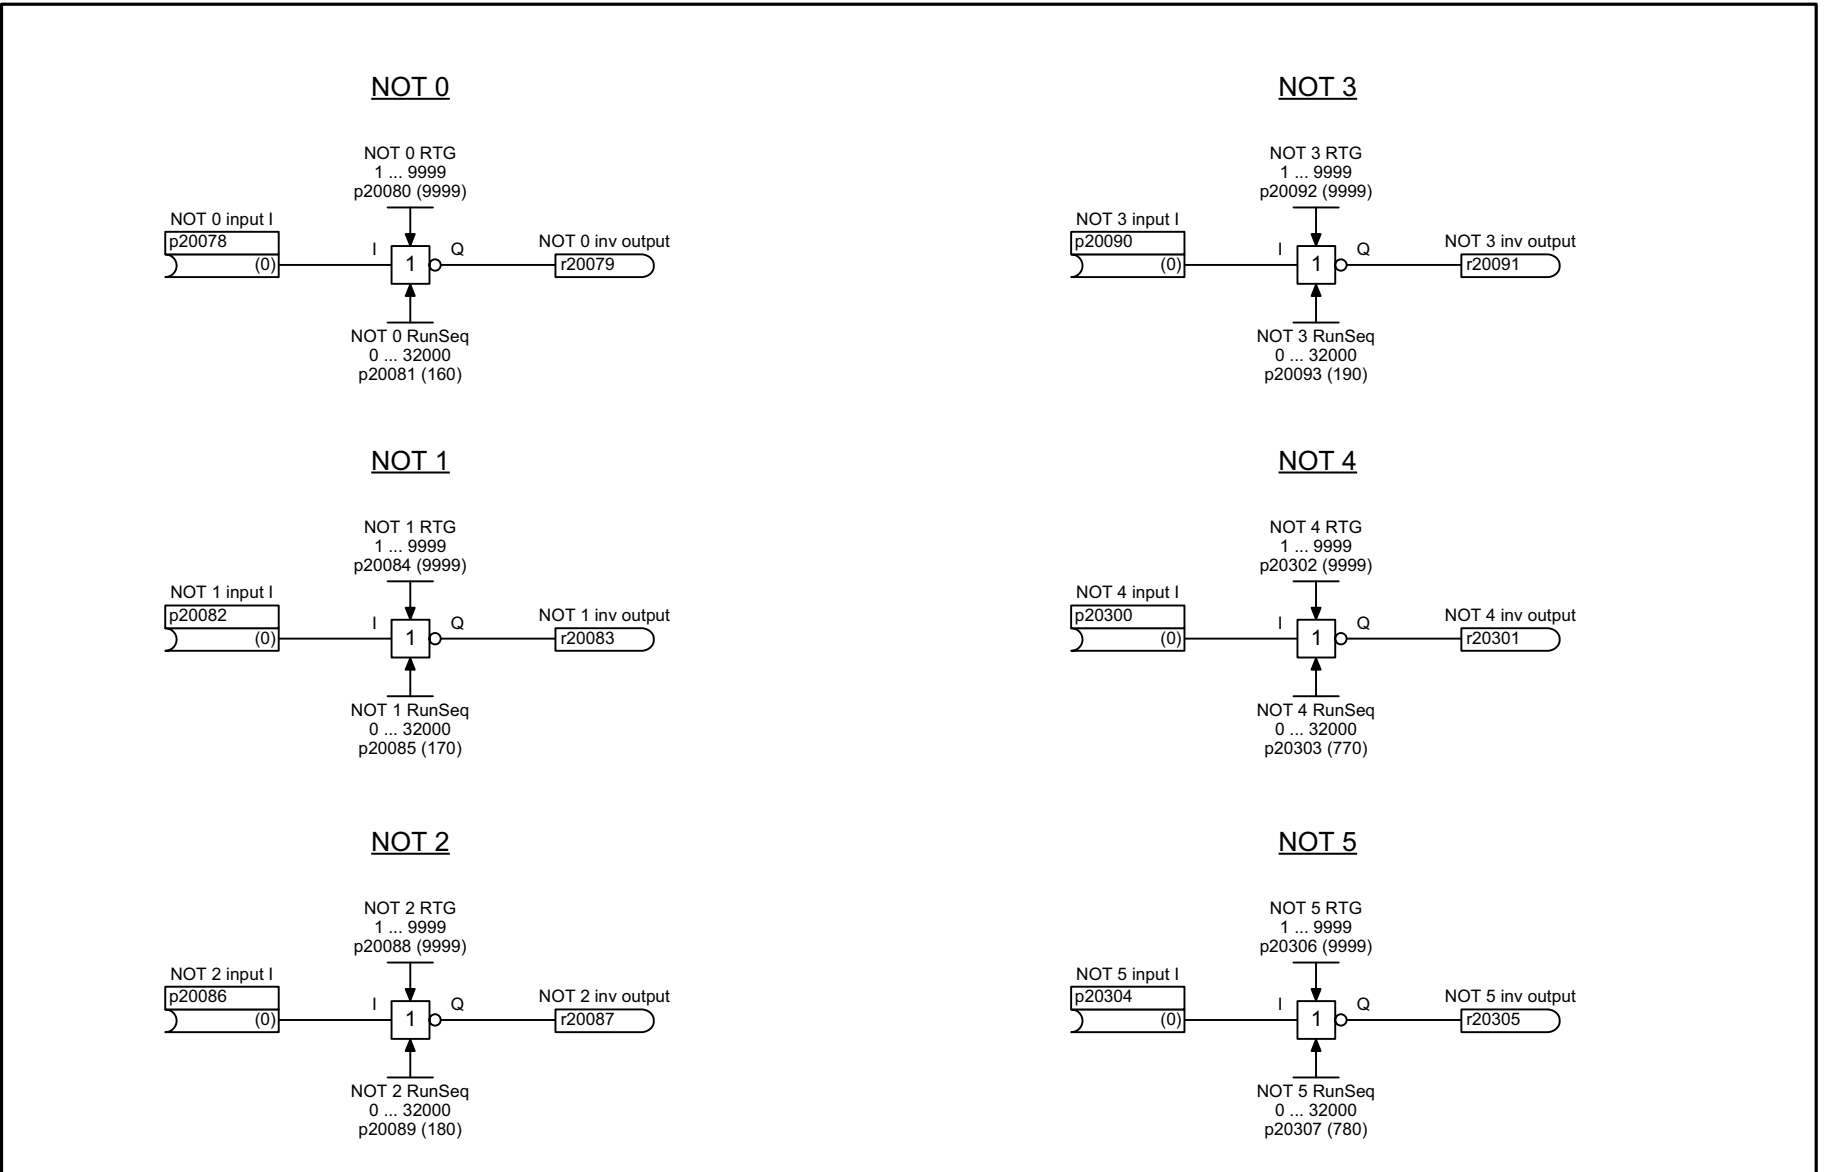 NOT 0
NOT 0 RTG
1 ... 9999
p20080 (9999)
NOT 0 input I
p20078
(0)
I
1
Q
NOT 0 inv output
r20079
NOT 0 RunSeq
0 ... 32000
p20081 (160)
NOT 1
NOT 1 RTG
1 ... 9999
p20084 (9999)
NOT 1 input I
p20082
(0)
I
1
Q
NOT 1 inv output
r20083
NOT 1 RunSeq
0 ... 32000
p20085 (170)
NOT 2
NOT 2 RTG
1 ... 9999
p20088 (9999)
NOT 2 input I
p20086
(0)
I
1
Q
NOT 2 inv output
r20087
NOT 2 RunSeq
0 ... 32000
p20089 (180)
NOT 3
NOT 3 RTG
1 ... 9999
p20092 (9999)
NOT 3 input I
p20090
(0)
I
1
Q
NOT 3 inv output
r20091
NOT 3 RunSeq
0 ... 32000
p20093 (190)
NOT 4
NOT 4 RTG
1 ... 9999
p20302 (9999)
NOT 4 input I
p20300
(0)
I
1
Q
NOT 4 inv output
r20301
NOT 4 RunSeq
0 ... 32000
p20303 (770)
NOT 5
NOT 5 RTG
1 ... 9999
p20306 (9999)
NOT 5 input I
p20304
(0)
I
1
Q
NOT 5 inv output
r20305
NOT 5 RunSeq
0 ... 32000
p20307 (780)